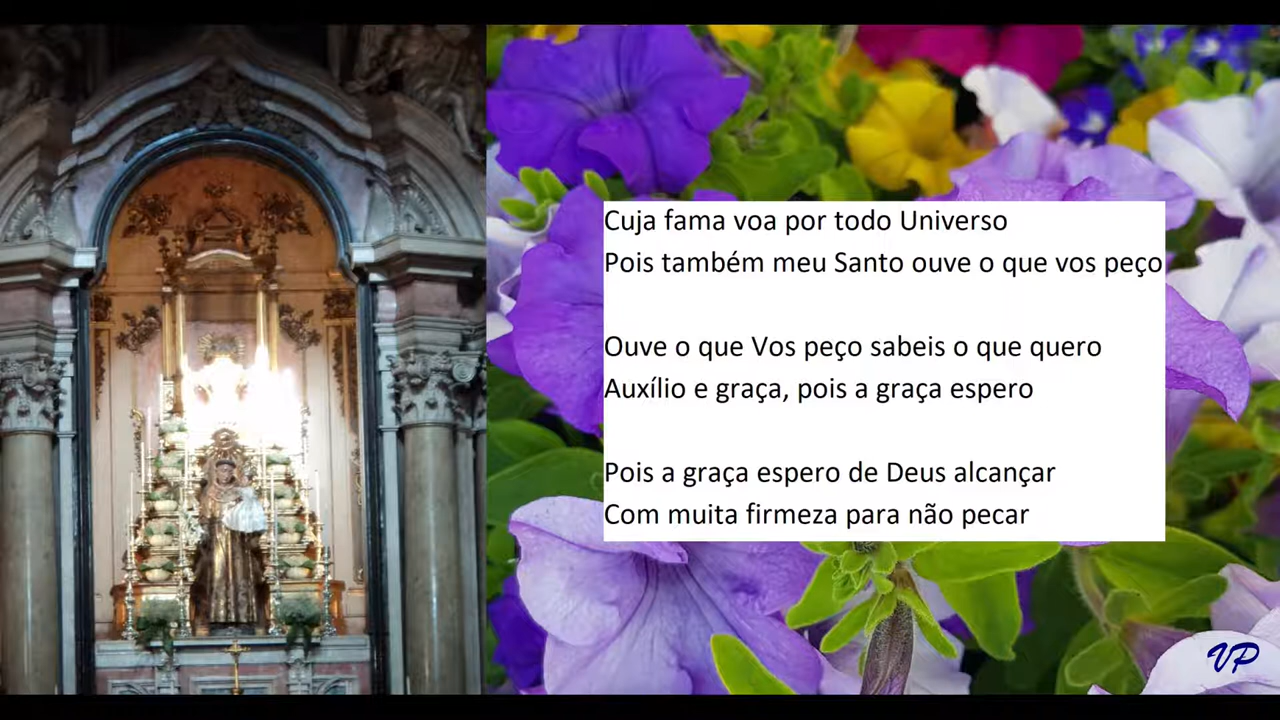 Cuja fama voa por todo Universo
Pois também meu Santo ouve o que vos peço
Ouve o que Vos peço sabeis o que quero
Auxílio e graça, pois a graça espero
Pois a graça espero de Deus alcançar
Com muita firmeza para não pecar
VP